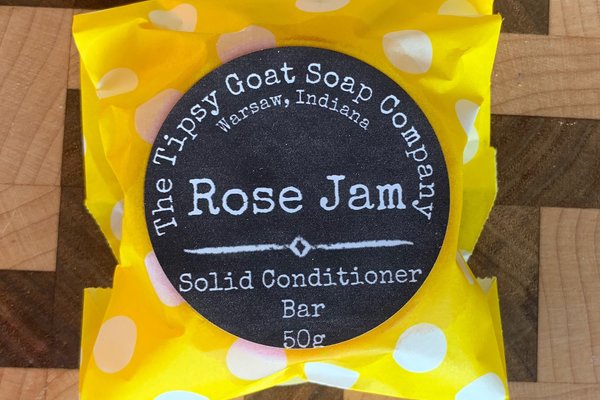 The Tipsy Goat Soap Company
Warsaw, Indiana
Rose Jam
Solid Conditioner
Bar
50g